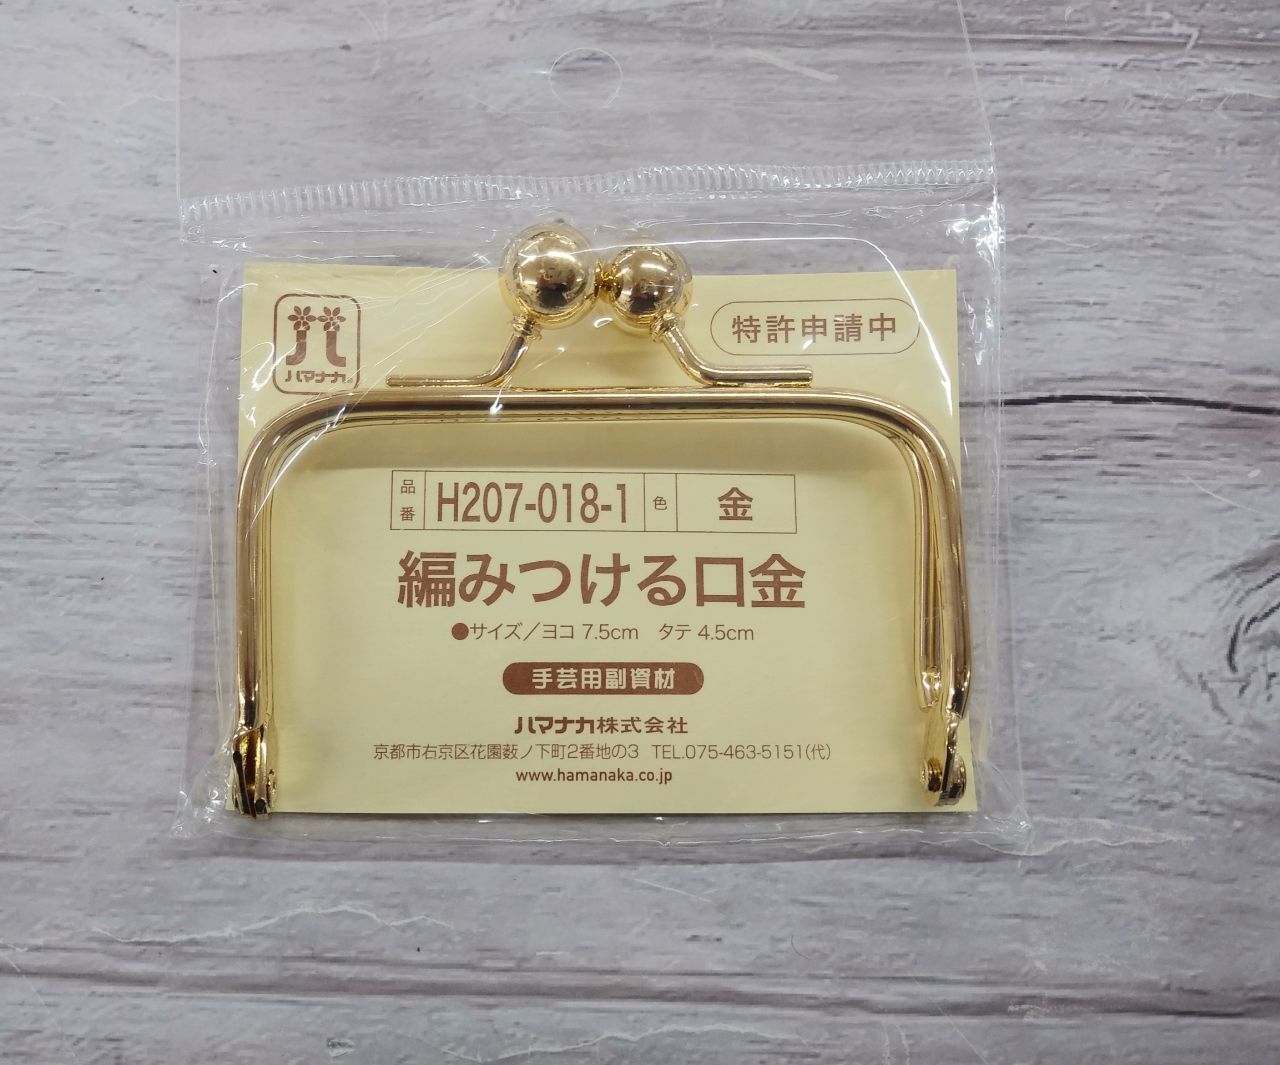 ハマナカ®
特許申請中
品番 H207-018-1 色 金
編みつける口金
●サイズ／ヨコ 7.5cm タテ 4.5cm
手芸用副資材
ハマナカ株式会社
京都市右京区花園薮ノ下町2番地の3 TEL.075-463-5151(代)
www.hamanaka.co.jp